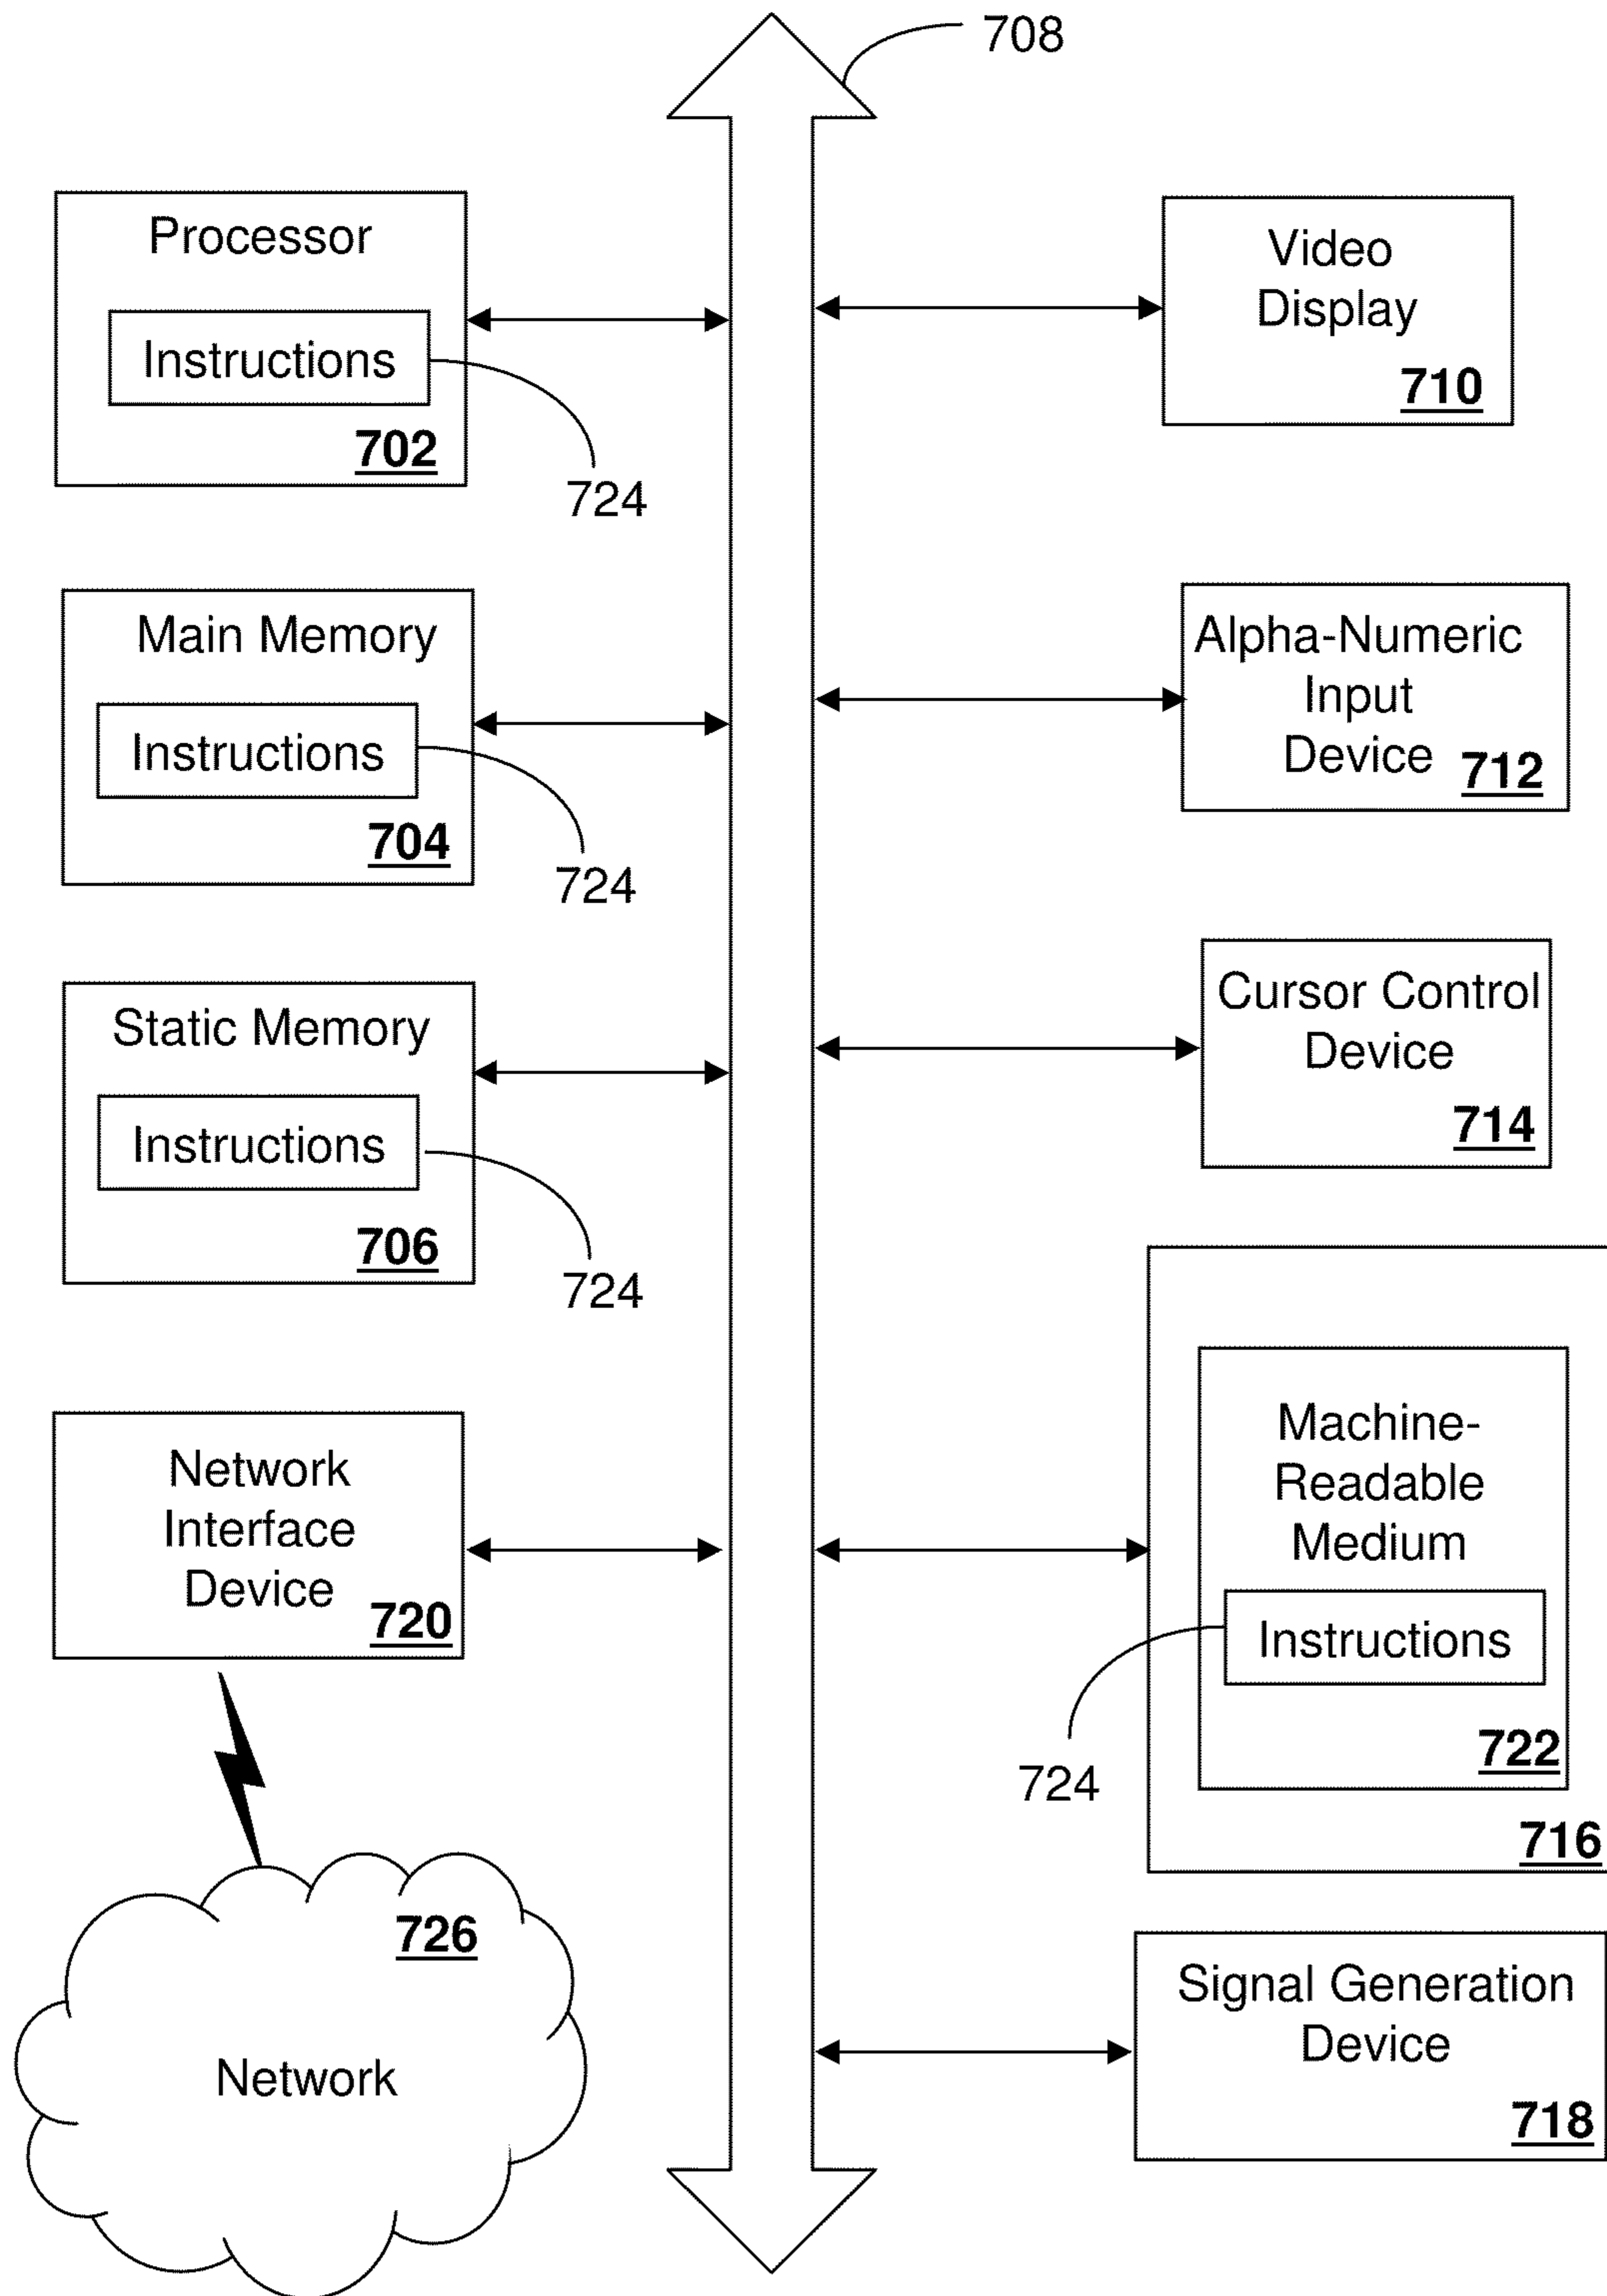 708
Processor
Instructions
702
724
Main Memory
Instructions
704
724
Static Memory
Instructions
706
724
Network
Interface
Device
720
726
Network
Video
Display
710
Alpha-Numeric
Input
Device
712
Cursor Control
Device
714
Machine-
Readable
Medium
Instructions
722
724
716
Signal Generation
Device
718